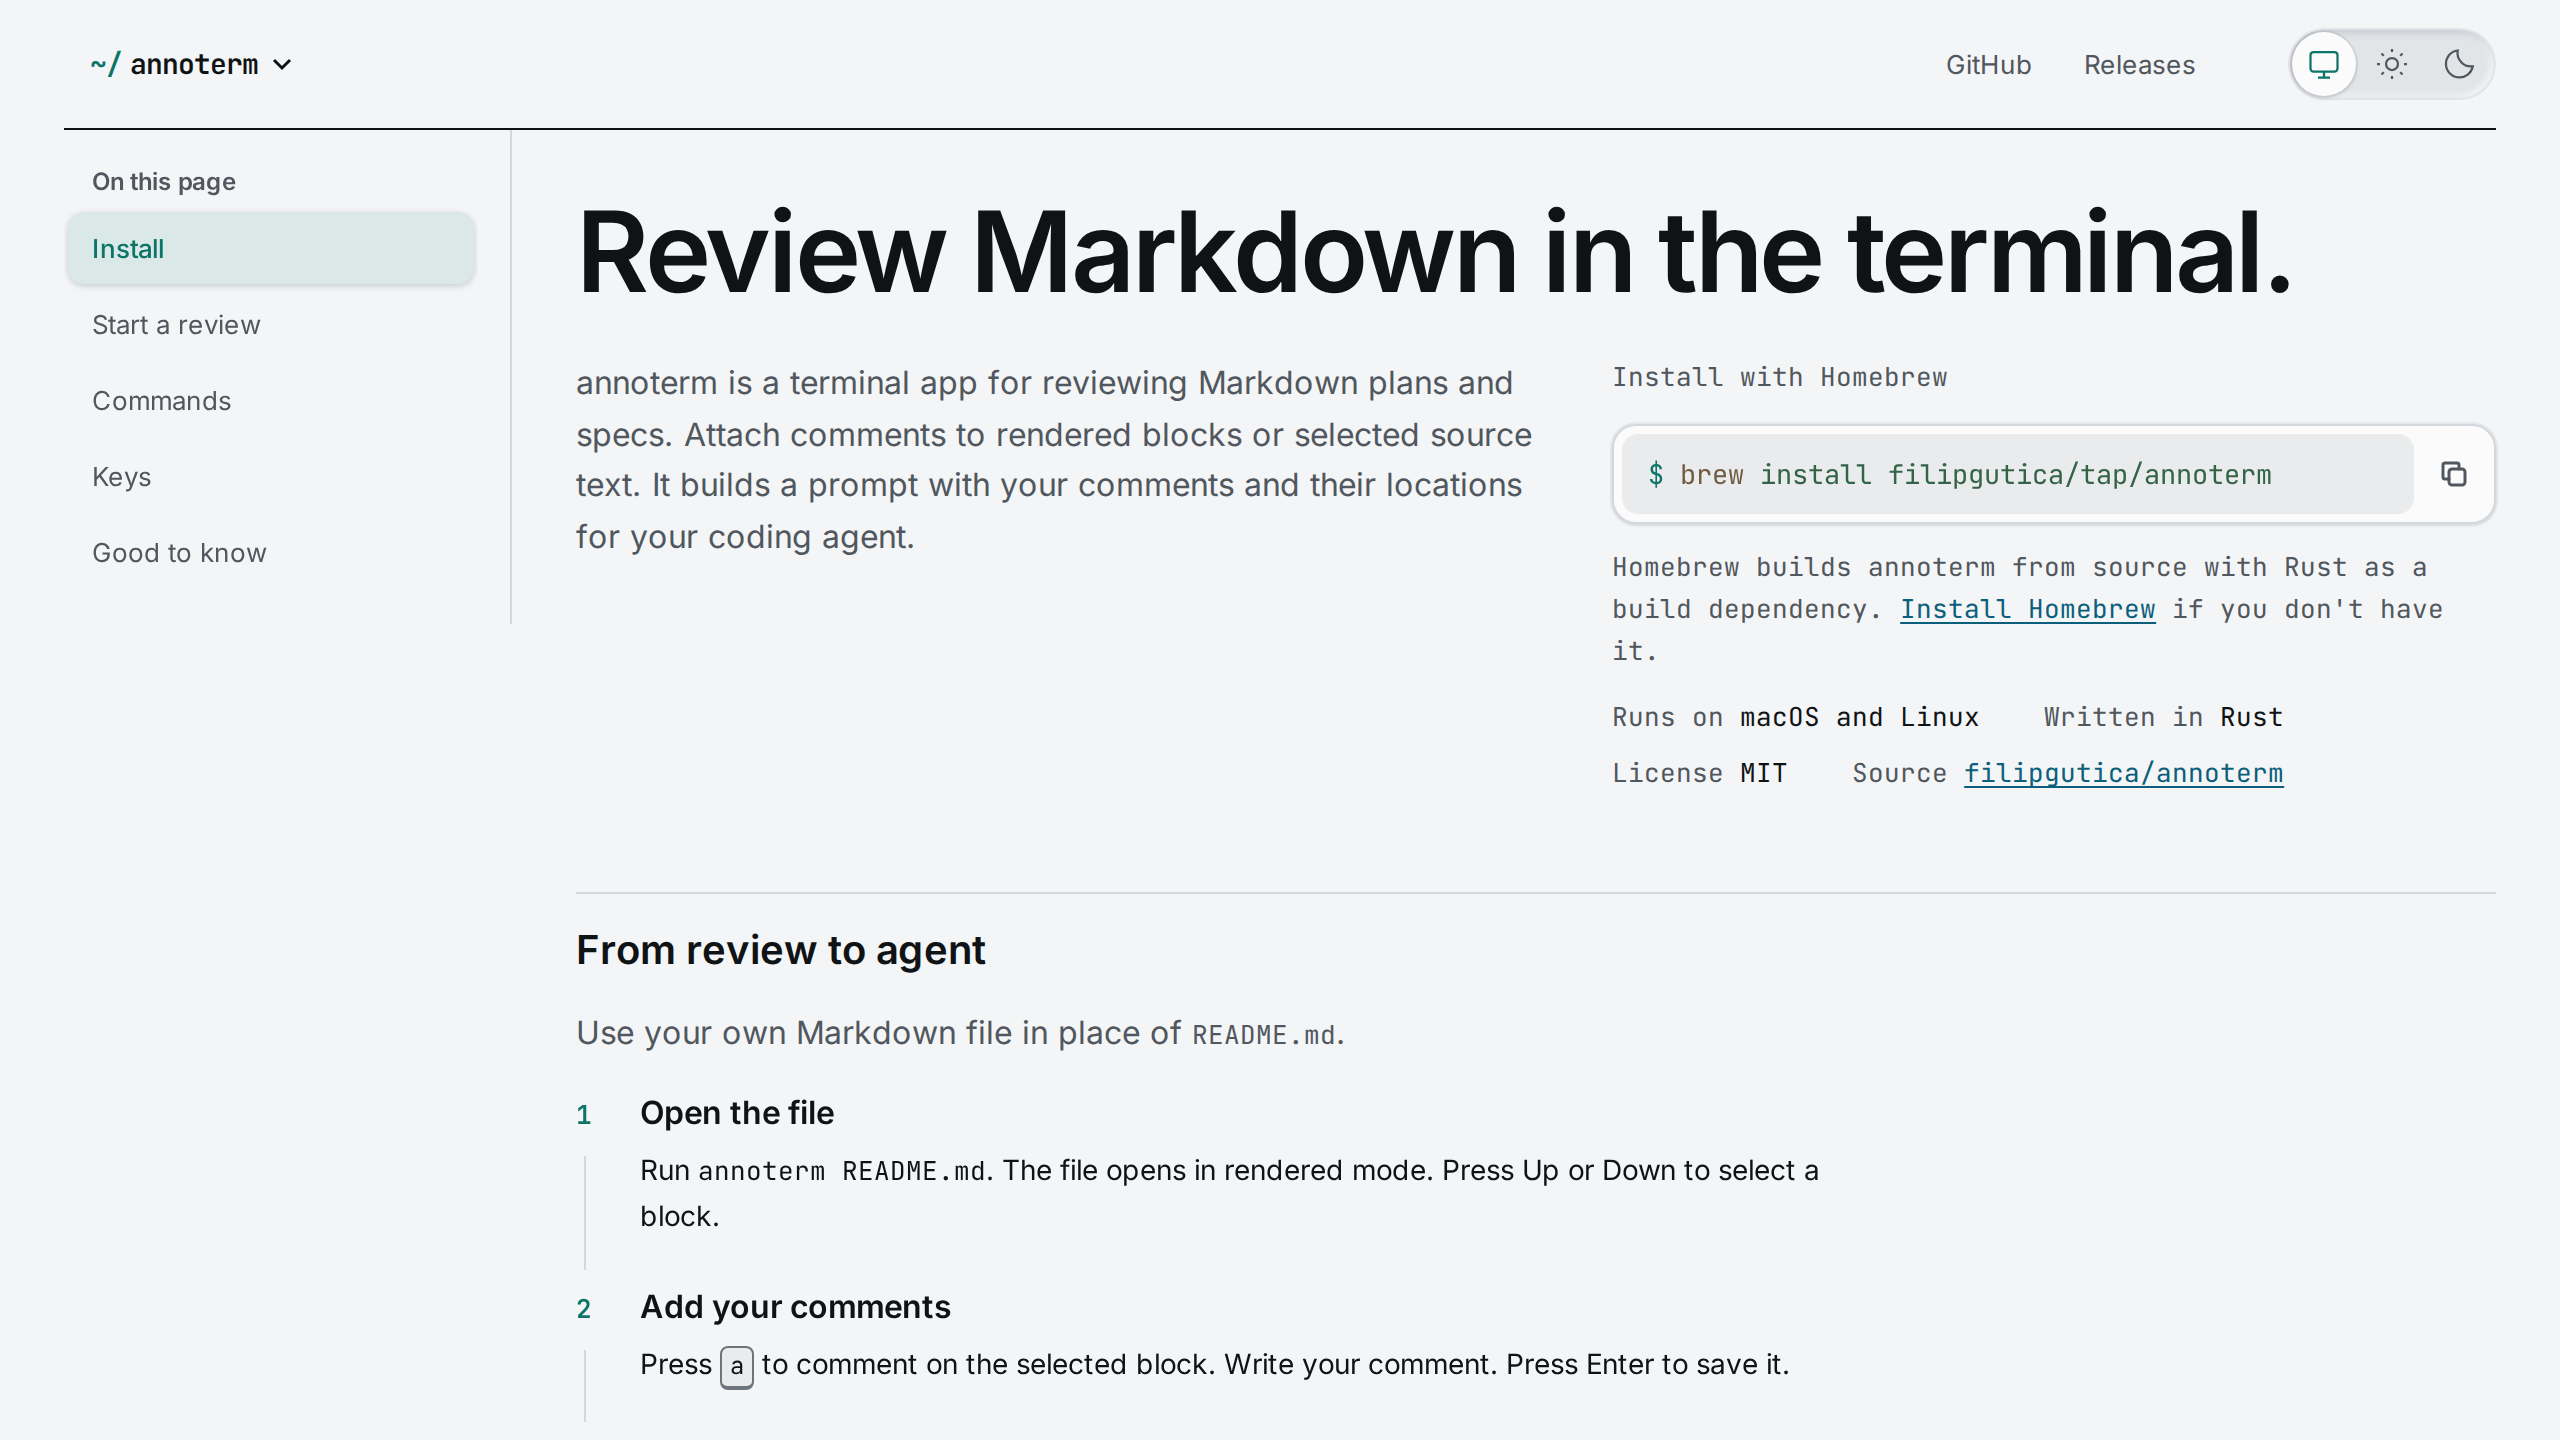 ~/ annoterm
GitHub
Releases
On this page
Install
Start a review
Commands
Keys
Good to know
Review Markdown in the terminal.
annoterm is a terminal app for reviewing Markdown plans and
specs. Attach comments to rendered blocks or selected source
text. It builds a prompt with your comments and their locations
for your coding agent.
Install with Homebrew
$ brew install filipgutica/tap/annoterm
Homebrew builds annoterm from source with Rust as a
build dependency. Install Homebrew if you don't have
it.
Runs on macOS and Linux Written in Rust
License MIT Source filipgutica/annoterm
From review to agent
Use your own Markdown file in place of README.md.
1 Open the file
Run annoterm README.md. The file opens in rendered mode. Press Up or Down to select a
block.
2 Add your comments
Press a to comment on the selected block. Write your comment. Press Enter to save it.